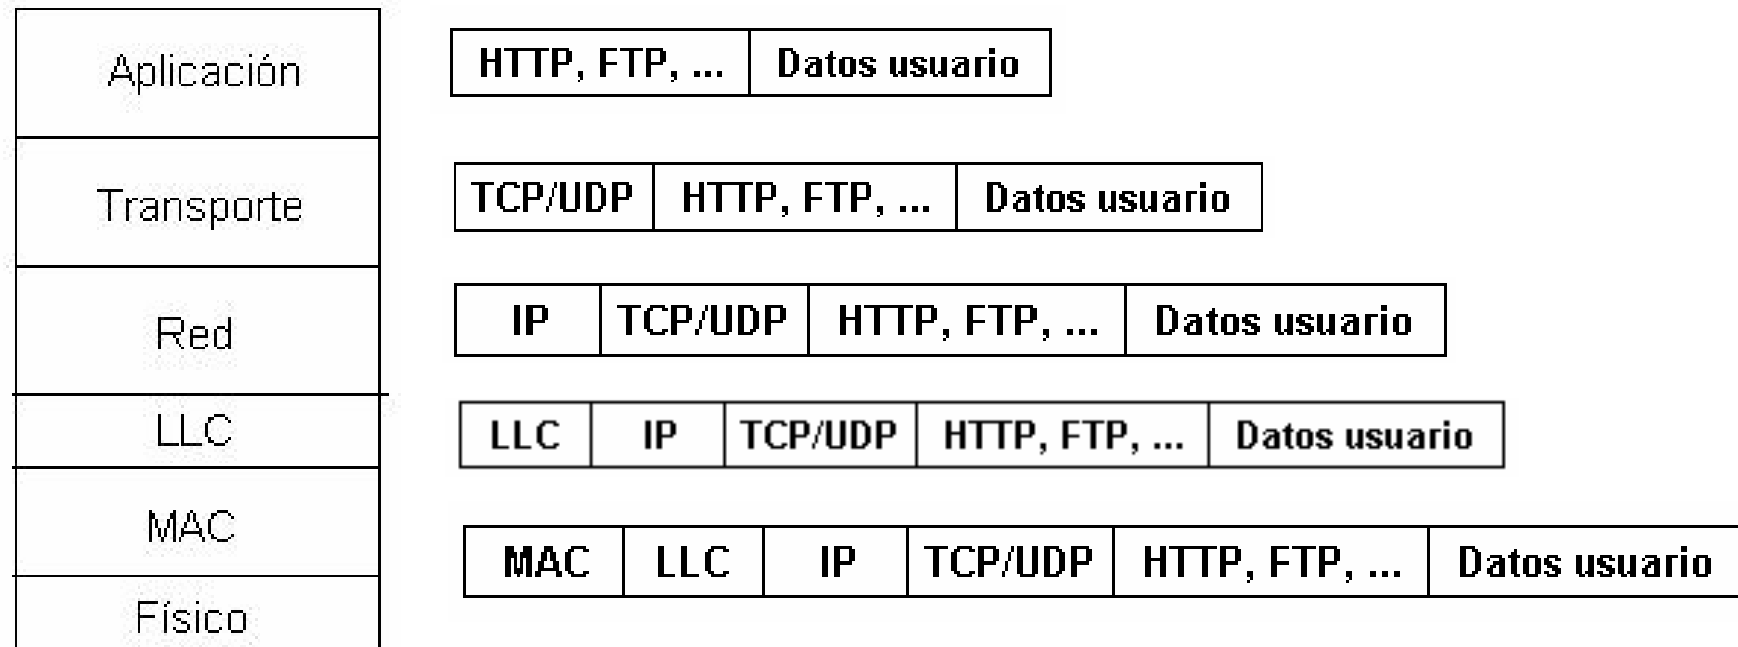 Aplicación
HTTP, FTP, ... Datos usuario
Transporte
TCP/UDP HTTP, FTP, ... Datos usuario
Red
IP TCP/UDP HTTP, FTP, ... Datos usuario
LLC
LLC IP TCP/UDP HTTP, FTP, ... Datos usuario
MAC
MAC LLC IP TCP/UDP HTTP, FTP, ... Datos usuario
Físico